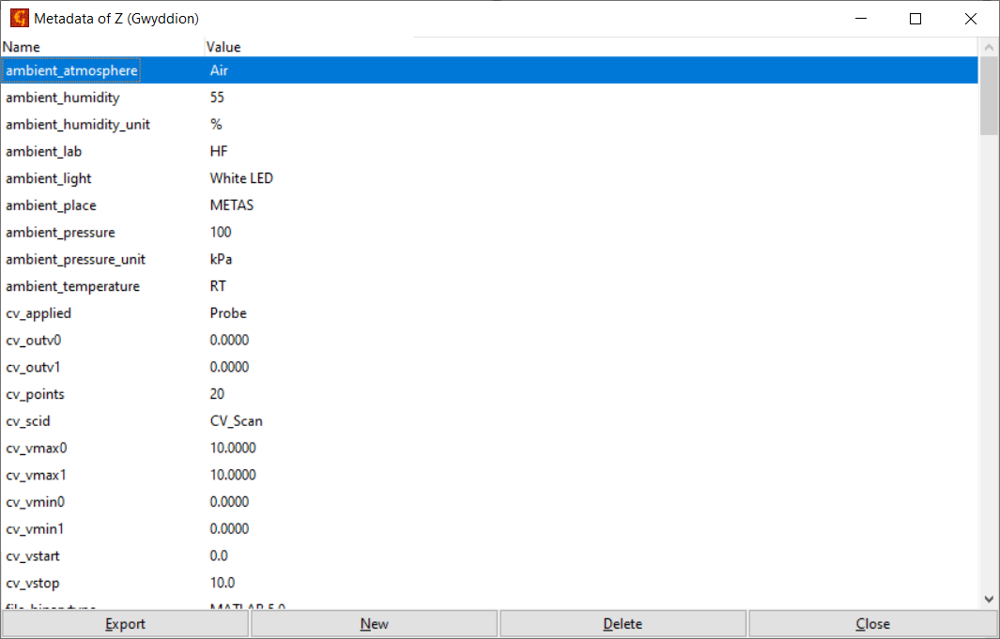 Metadata of Z (Gwyddion)
Name Value
ambient_atmosphere Air
ambient_humidity 55
ambient_humidity_unit %
ambient_lab HF
ambient_light White LED
ambient_place METAS
ambient_pressure 100
ambient_pressure_unit kPa
ambient_temperature RT
cv_applied Probe
cv_outv0 0.0000
cv_outv1 0.0000
cv_points 20
cv_scid CV_Scan
cv_vmax0 10.0000
cv_vmax1 10.0000
cv_vmin0 0.0000
cv_vmin1 0.0000
cv_vstart 0.0
cv_vstop 10.0
MATLAB 5.0
Export New Delete Close